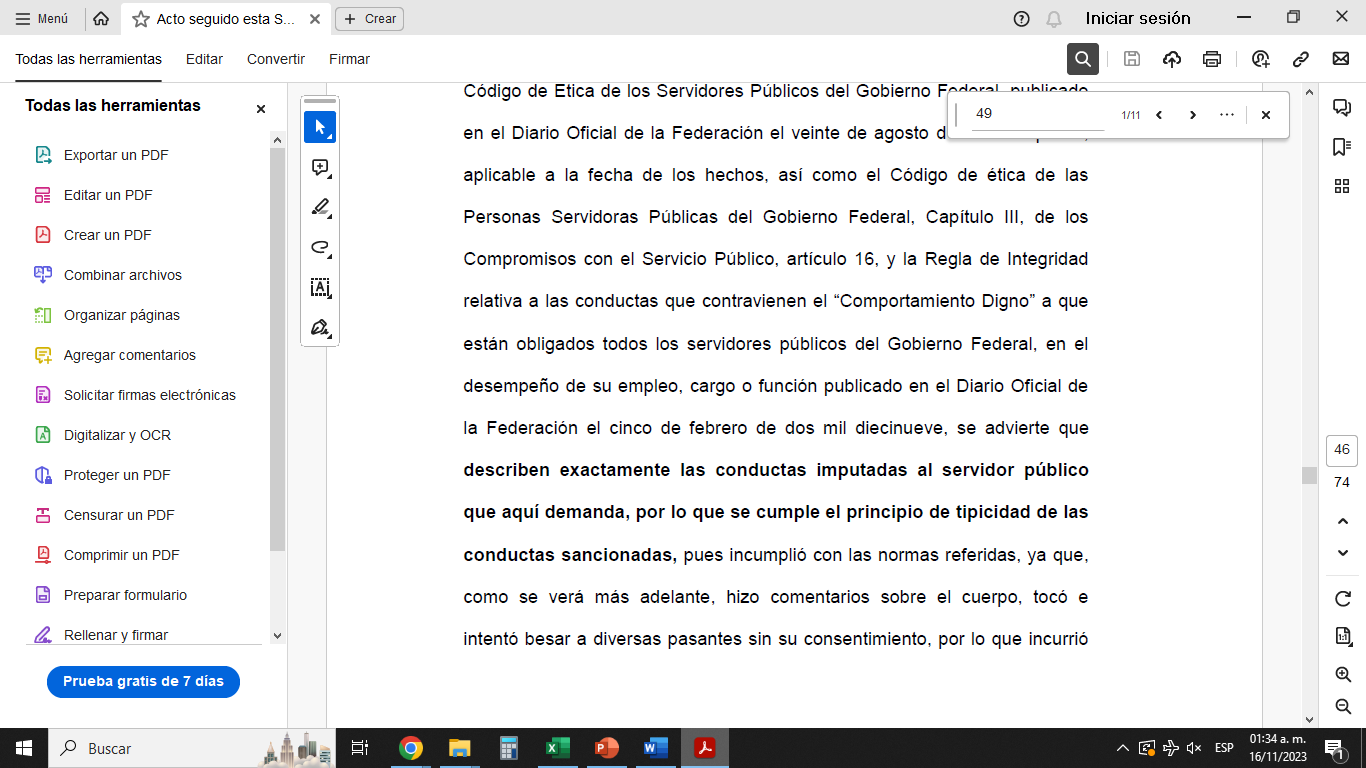 Menú
Acto seguido esta S...
Crear
Iniciar sesión
Todas las herramientas
Editar
Convertir
Firmar
Todas las herramientas
Exportar un PDF
Editar un PDF
Crear un PDF
Combinar archivos
Organizar páginas
Agregar comentarios
Solicitar firmas electrónicas
Digitalizar y OCR
Proteger un PDF
Censurar un PDF
Comprimir un PDF
Preparar formulario
Rellenar y firmar
Prueba gratis de 7 días
49
1/11
Código de Etica de los Servidores Públicos del Gobierno Federal, publicado
en el Diario Oficial de la Federación el veinte de agosto
aplicable a la fecha de los hechos, así como el Código de ética de las
Personas Servidoras Públicas del Gobierno Federal, Capítulo III, de los
Compromisos con el Servicio Público, artículo 16, y la Regla de Integridad
relativa a las conductas que contravienen el “Comportamiento Digno” a que
están obligados todos los servidores públicos del Gobierno Federal, en el
desempeño de su empleo, cargo o función publicado en el Diario Oficial de
la Federación el cinco de febrero de dos mil diecinueve, se advierte que
describen exactamente las conductas imputadas al servidor público
que aquí demanda, por lo que se cumple el principio de tipicidad de las
conductas sancionadas, pues incumplió con las normas referidas, ya que,
como se verá más adelante, hizo comentarios sobre el cuerpo, tocó e
intentó besar a diversas pasantes sin su consentimiento, por lo que incurrió
46
74
1:1
Buscar
ESP
01:34 a. m.
16/11/2023
1